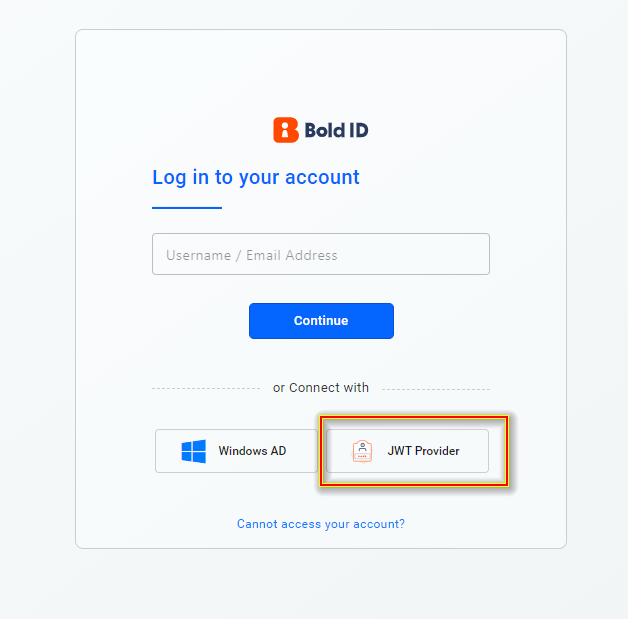 Bold ID
Log in to your account
Username / Email Address
Continue
or Connect with
Windows AD
JWT Provider
Cannot access your account?